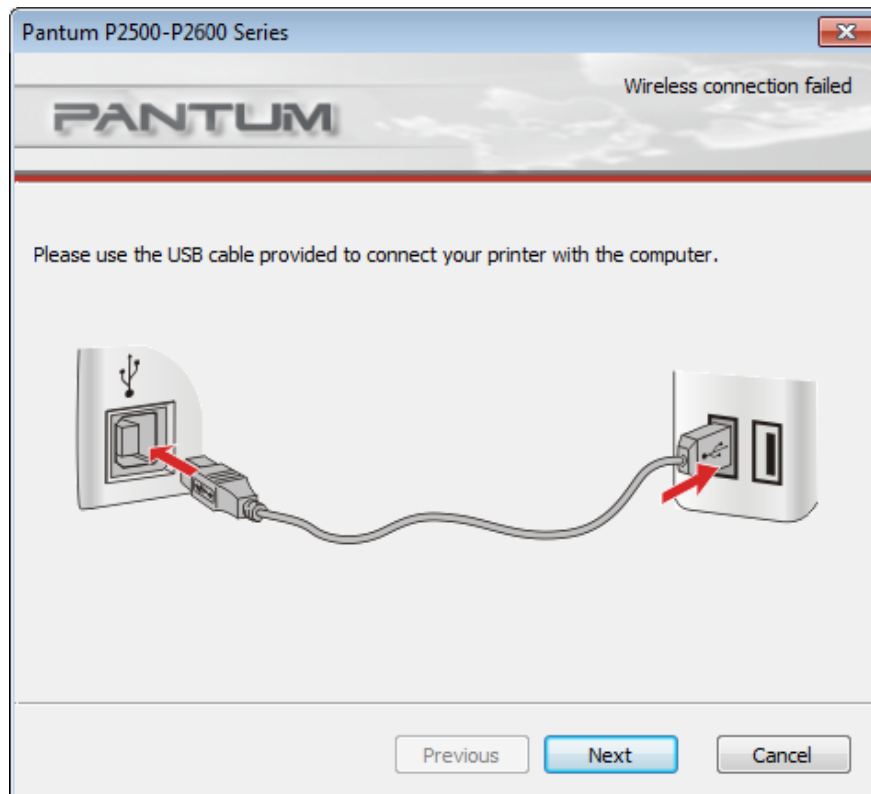 Pantum P2500-P2600 Series
Wireless connection failed
PANTUM
Please use the USB cable provided to connect your printer with the computer.
Previous
Next
Cancel